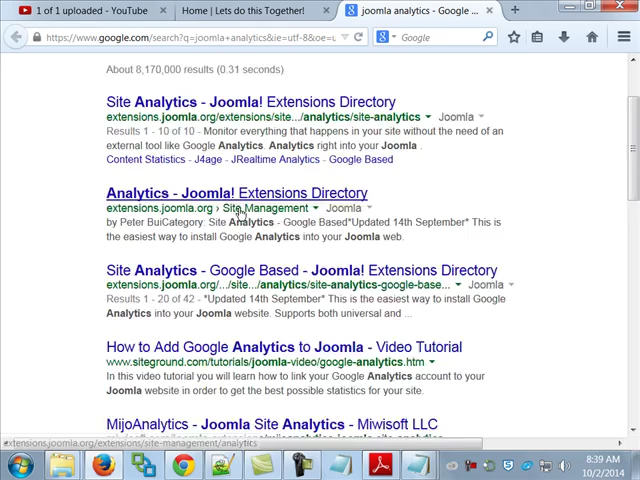 1 of 1 uploaded - YouTube
Home | Lets do this Together!
joomla analytics - Google ...
https://www.google.com/search?q=joomla+analytics&ie=utf-8&oe=u
Google
About 8,170,000 results (0.31 seconds)
Site Analytics - Joomla! Extensions Directory
extensions.joomla.org/extensions/site.../analytics/site-analytics Joomla
Results 1 - 10 of 10 - Monitor everything that happens in your site without the need of an
external tool like Google Analytics. Analytics right into your Joomla .
Content Statistics - J4age - JRealtime Analytics - Google Based
Analytics - Joomla! Extensions Directory
extensions.joomla.org › Site Management Joomla
by Peter BuiCategory: Site Analytics - Google Based*Updated 14th September* This is
the easiest way to install Google Analytics into your Joomla web.
Site Analytics - Google Based - Joomla! Extensions Directory
extensions.joomla.org/.../site.../analytics/site-analytics-google-base... Joomla
Results 1 - 20 of 42 - *Updated 14th September* This is the easiest way to install Google
Analytics into your Joomla website. Supports both universal and ...
How to Add Google Analytics to Joomla - Video Tutorial
www.siteground.com/tutorials/joomla-video/google-analytics.htm
In this video tutorial you will learn how to link your Google Analytics account to your
Joomla website in order to get the best possible statistics for your site.
MijoAnalytics - Joomla Site Analytics - Miwisoft LLC
extensions.joomla.org/extensions/site-management/analytics
8:39 AM
10/2/2014